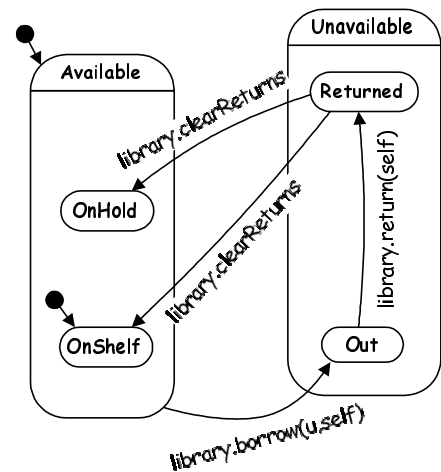 Available
Unavailable
library.clearReturns
Returned
OnHold
library.clearReturns
library.return(self)
OnShelf
Out
library.borrow(u,self)